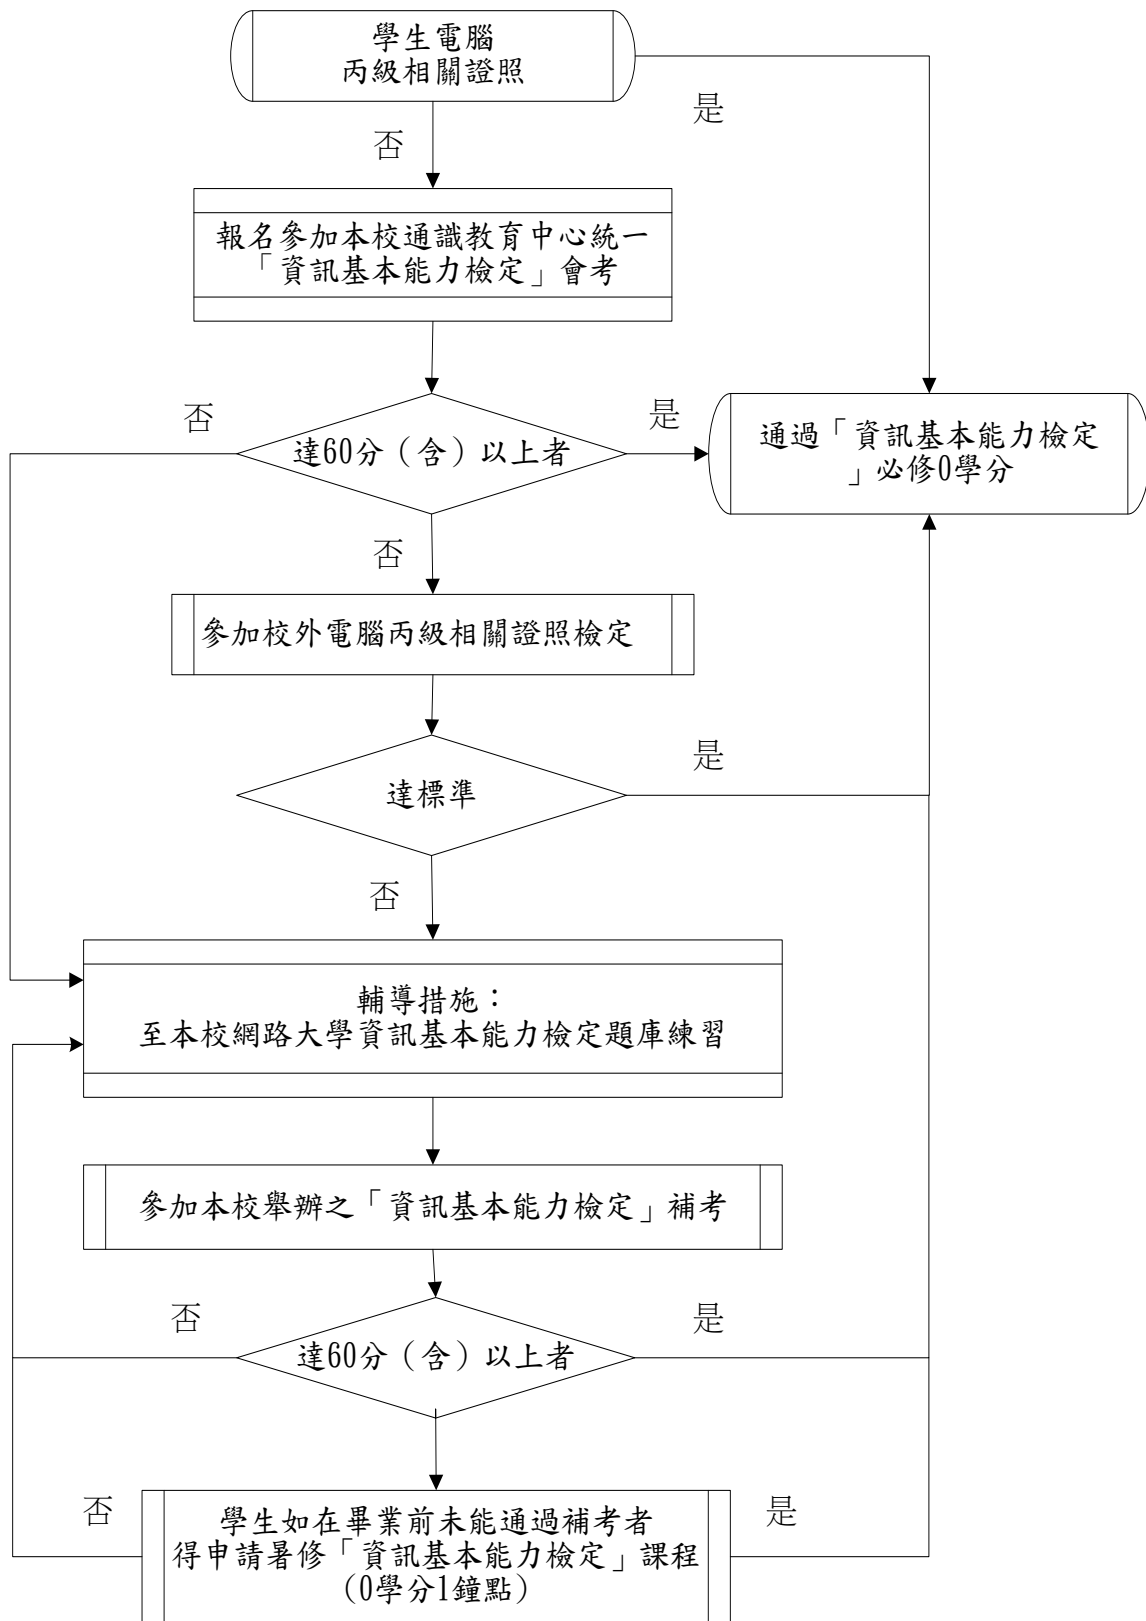 學生電腦
丙級相關證照
是
否
報名參加本校通識教育中心統一
「資訊基本能力檢定」會考
否
是
達60分（含）以上者
通過「資訊基本能力檢定
」必修0學分
否
參加校外電腦丙級相關證照檢定
是
達標準
否
輔導措施：
至本校網路大學資訊基本能力檢定題庫練習
參加本校舉辦之「資訊基本能力檢定」補考
否
是
達60分（含）以上者
否
是
學生如在畢業前未能通過補考者
得申請暑修「資訊基本能力檢定」課程
（0學分1鐘點）